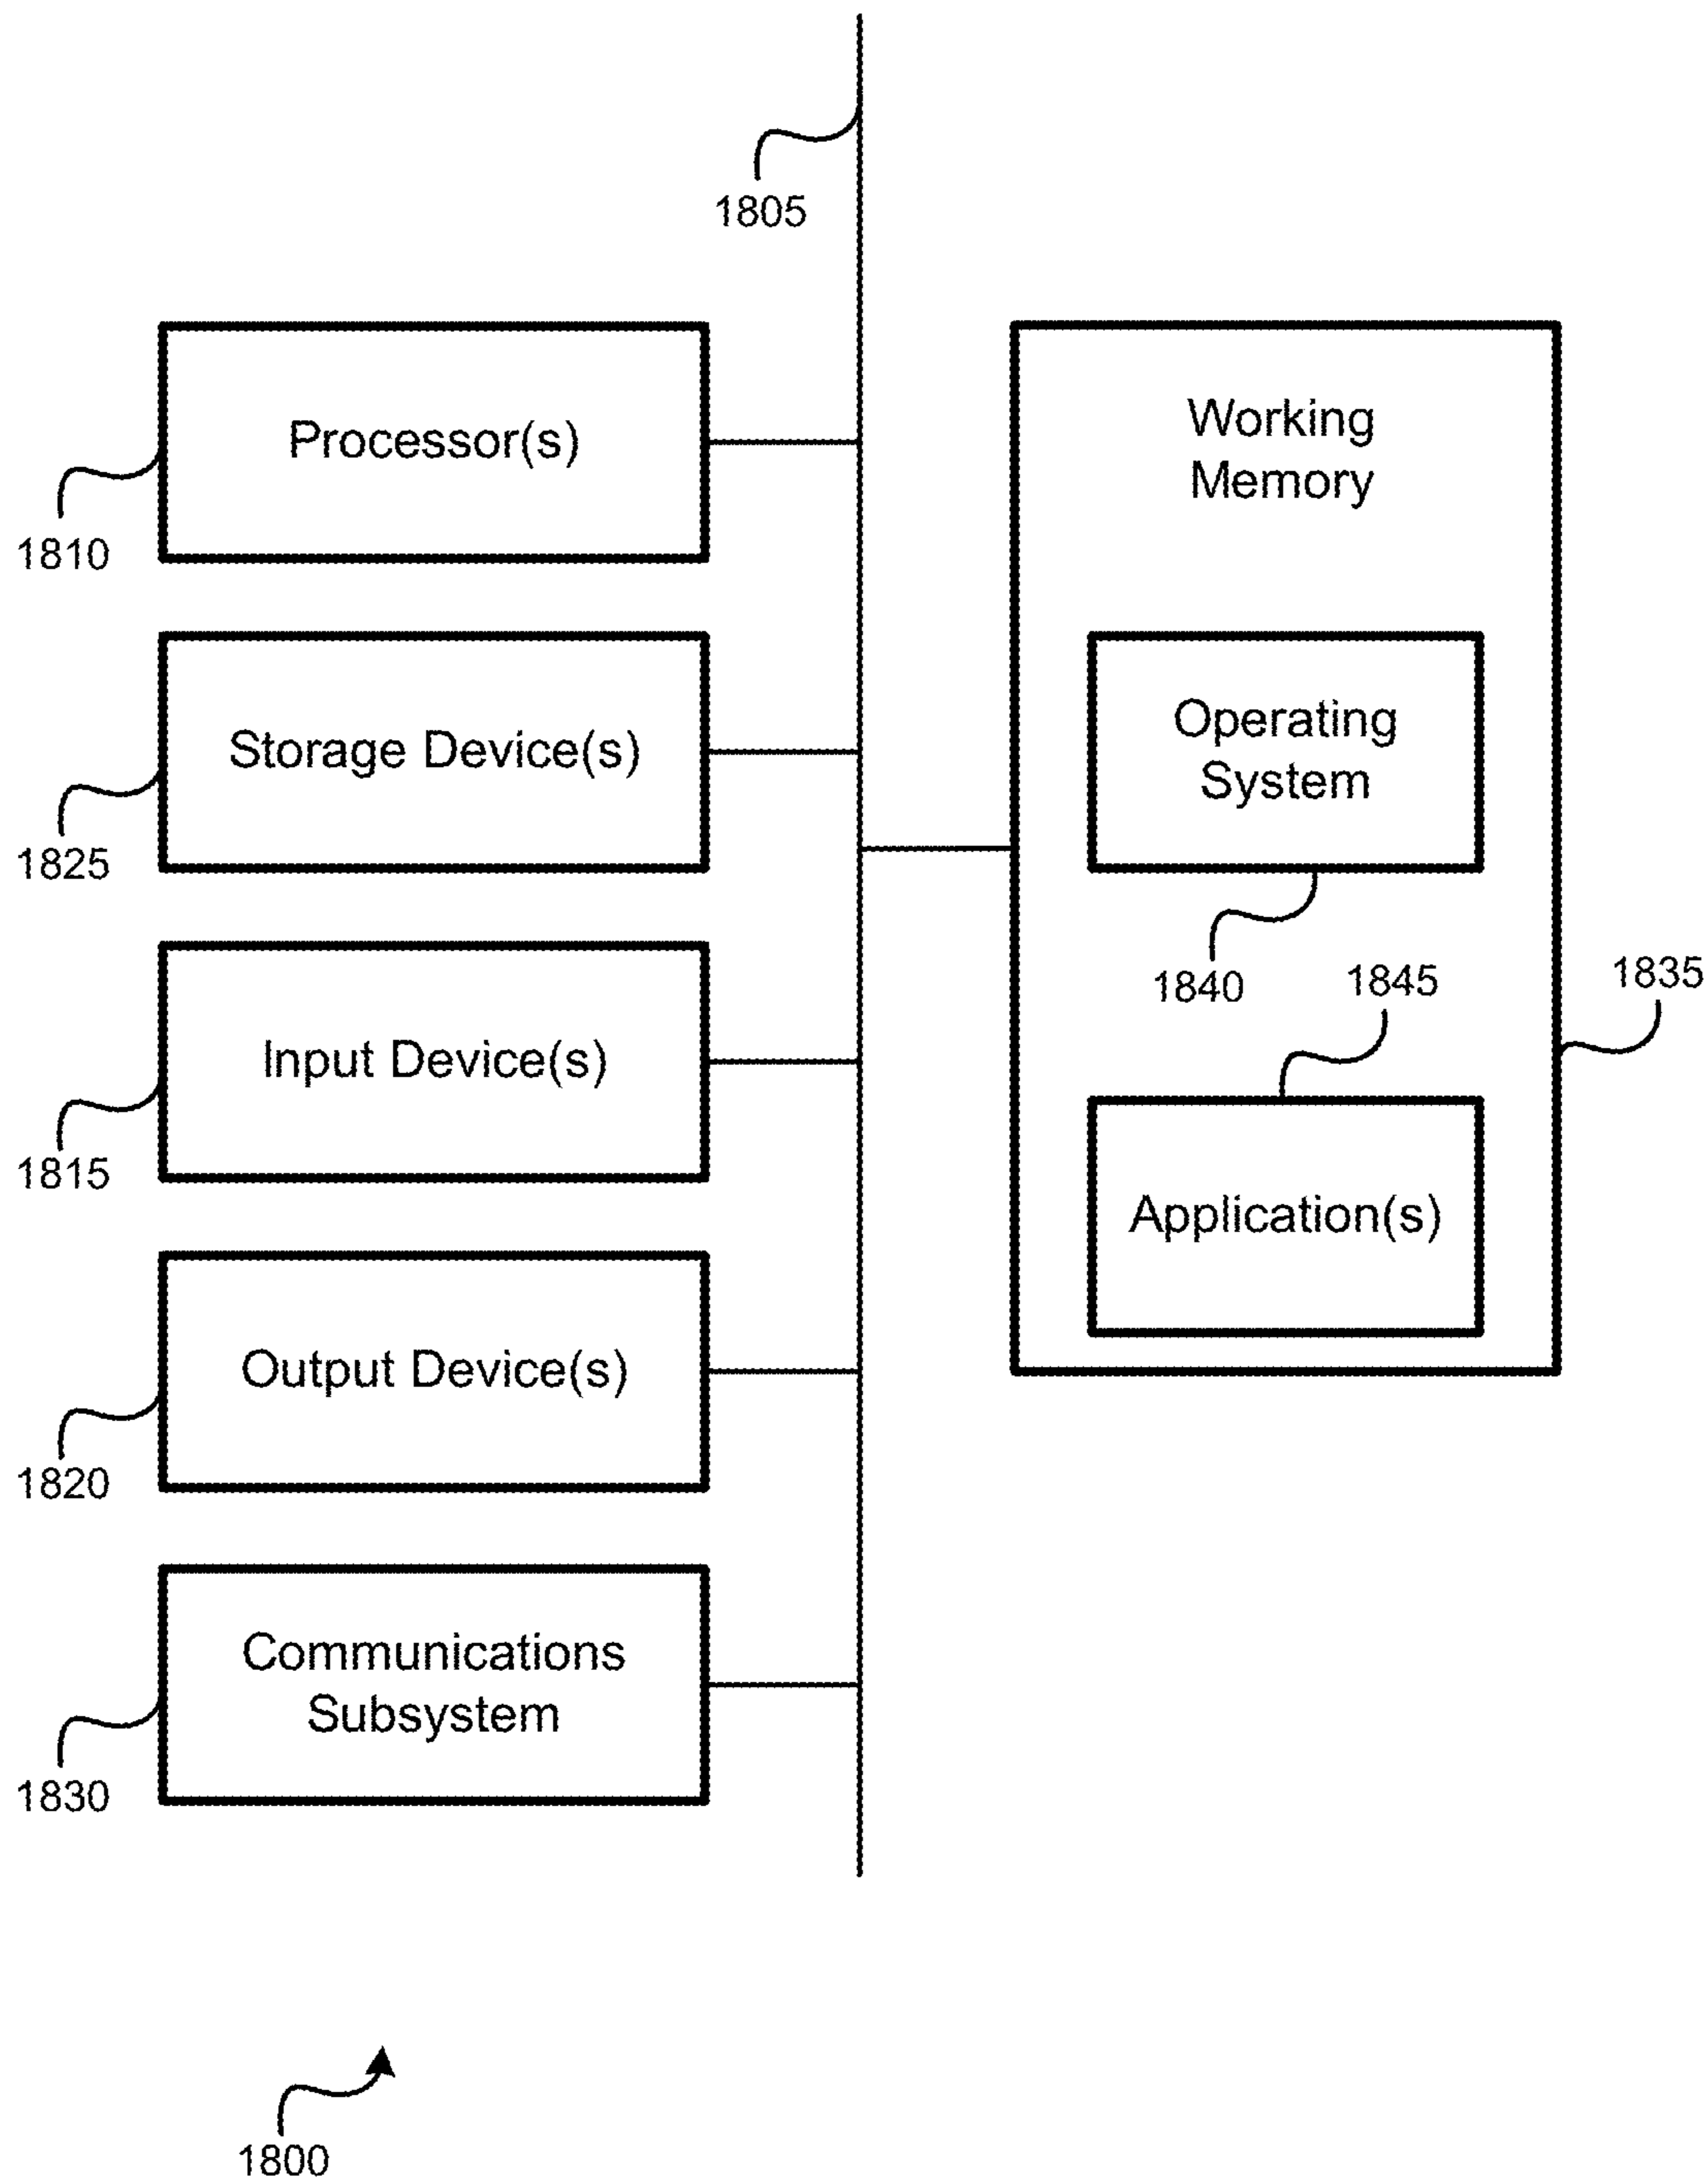 1805
Processor(s)
1810
Storage Device(s)
1825
Input Device(s)
1815
Output Device(s)
1820
Communications
Subsystem
1830
Working
Memory
Operating
System
1840
1845
1835
Application(s)
1800